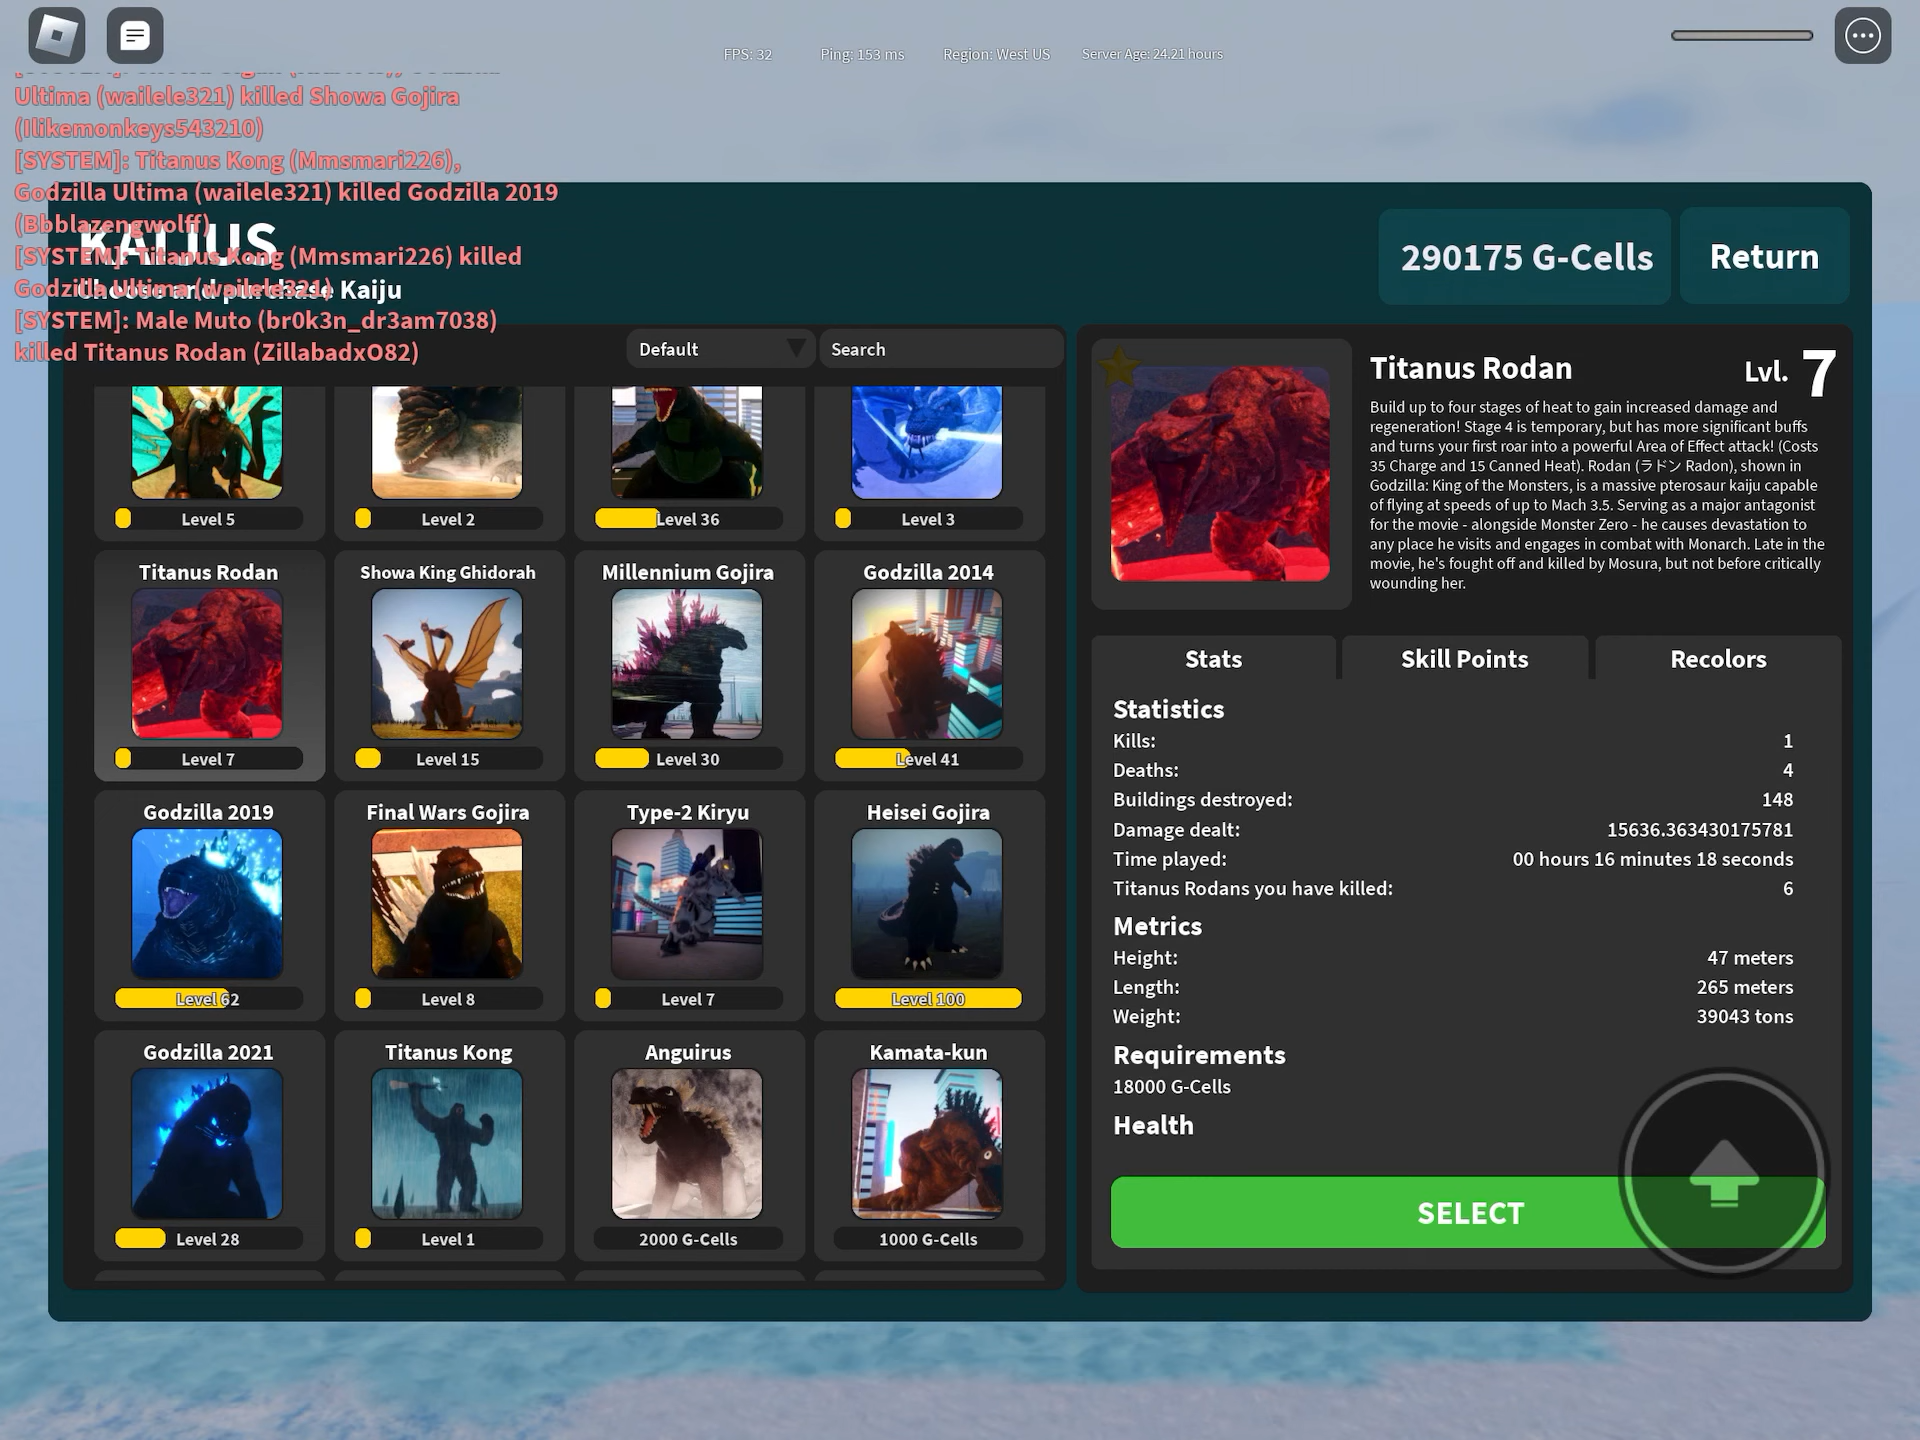 FPS: 32 Ping: 153 ms Region: West US Server Age: 24.21 hours
Ultima (wailele321) killed Showa Gojira
(Ilikemonkeys543210)
[SYSTEM]: Titanus Kong (Mmsmari226),
Godzilla Ultima (wailele321) killed Godzilla 2019
(Bbblazengwolff)
[SYSTEM]: Titanus Kong (Mmsmari226) killed
Godzilla Ultima (wailele321)
[SYSTEM]: Male Muto (br0k3n_dr3am7038)
killed Titanus Rodan (ZillabadxO82)
KAIJUS
Choose and purchase Kaiju
290175 G-Cells
Return
Default
Search
Level 5
Level 2
Level 36
Level 3
Titanus Rodan
Level 7
Showa King Ghidorah
Level 15
Millennium Gojira
Level 30
Godzilla 2014
Level 41
Godzilla 2019
Level 62
Final Wars Gojira
Level 8
Type-2 Kiryu
Level 7
Heisei Gojira
Level 100
Godzilla 2021
Level 28
Titanus Kong
Level 1
Anguirus
2000 G-Cells
Kamata-kun
1000 G-Cells
Titanus Rodan
Lvl. 7
Build up to four stages of heat to gain increased damage and
regeneration! Stage 4 is temporary, but has more significant buffs
and turns your first roar into a powerful Area of Effect attack! (Costs
35 Charge and 15 Canned Heat). Rodan (ラドン Radon), shown in
Godzilla: King of the Monsters, is a massive pterosaur kaiju capable
of flying at speeds of up to Mach 3.5. Serving as a major antagonist
for the movie - alongside Monster Zero - he causes devastation to
any place he visits and engages in combat with Monarch. Late in the
movie, he's fought off and killed by Mosura, but not before critically
wounding her.
Stats
Skill Points
Recolors
Statistics
Kills: 1
Deaths: 4
Buildings destroyed: 148
Damage dealt: 15636.363430175781
Time played: 00 hours 16 minutes 18 seconds
Titanus Rodans you have killed: 6
Metrics
Height: 47 meters
Length: 265 meters
Weight: 39043 tons
Requirements
18000 G-Cells
Health
SELECT